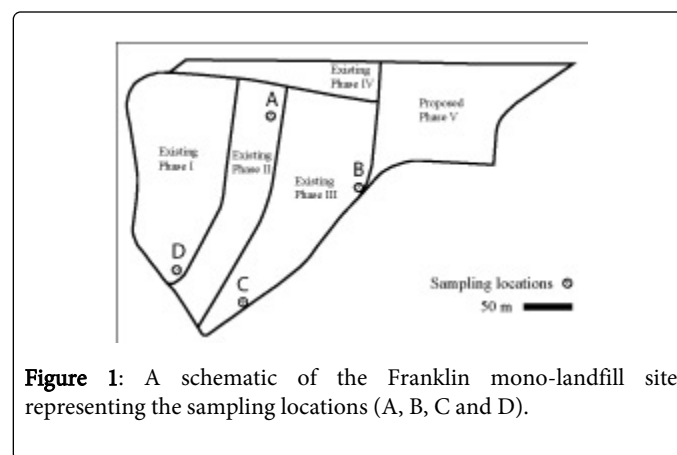 Existing
Phase IV
A
Proposed
Phase V
Existing
Phase I
Existing
Phase II
B
Existing
Phase III
D
C
Sampling locations
50 m
Figure 1: A schematic of the Franklin mono-landfill site
representing the sampling locations (A, B, C and D).